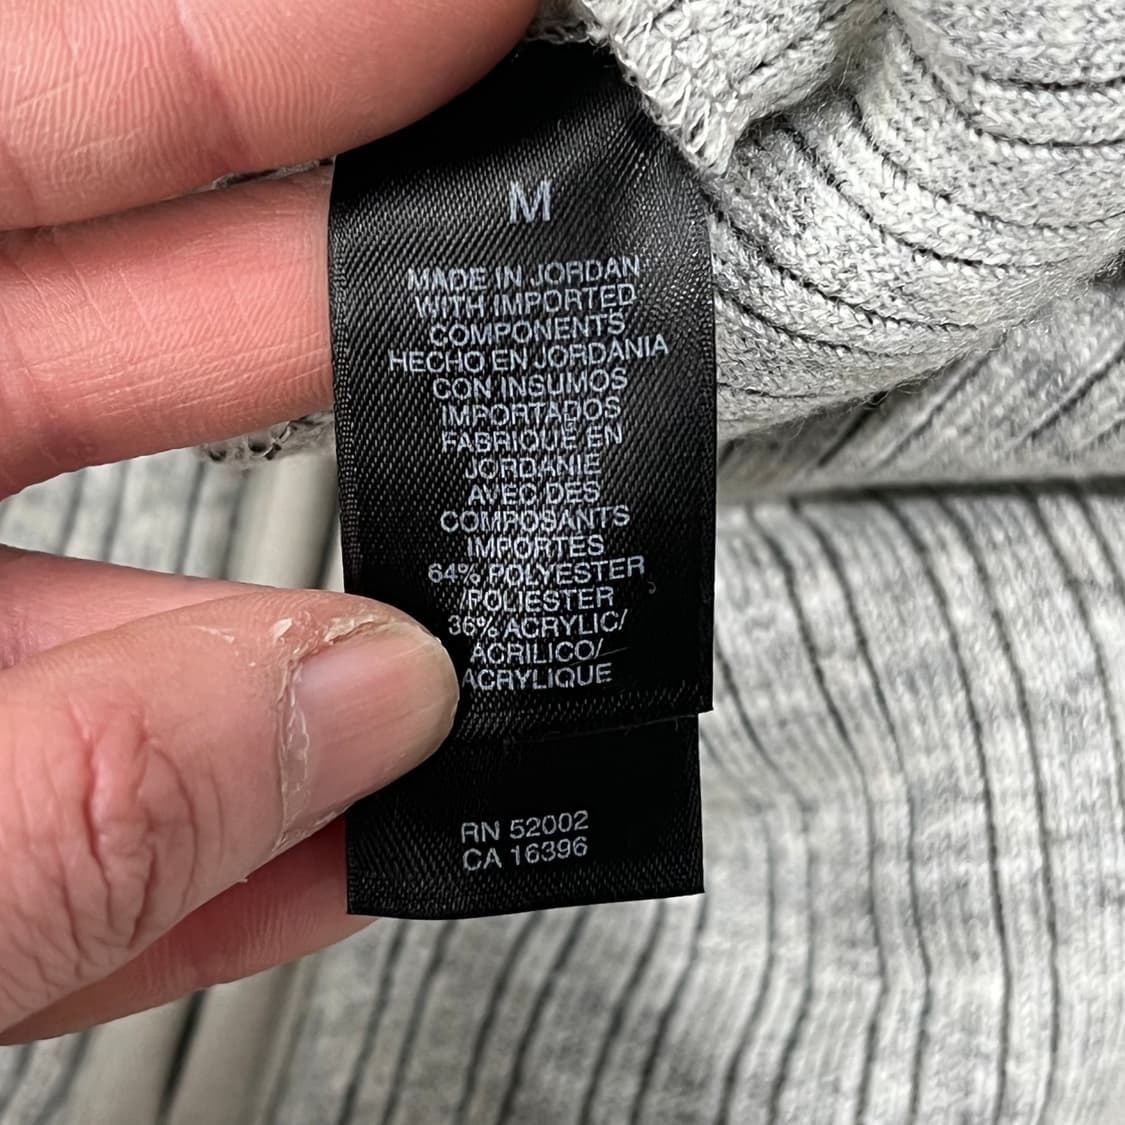 M
MADE IN JORDAN
WITH IMPORTED
COMPONENTS
HECHO EN JORDANIA
CON INSUMOS
IMPORTADOS
FABRIQUE EN
JORDANIE
AVEC DES
COMPOSANTS
IMPORTES
64% POLYESTER
/POLIESTER
36% ACRYLIC/
ACRILICO/
ACRYLIQUE
RN 52002
CA 16396